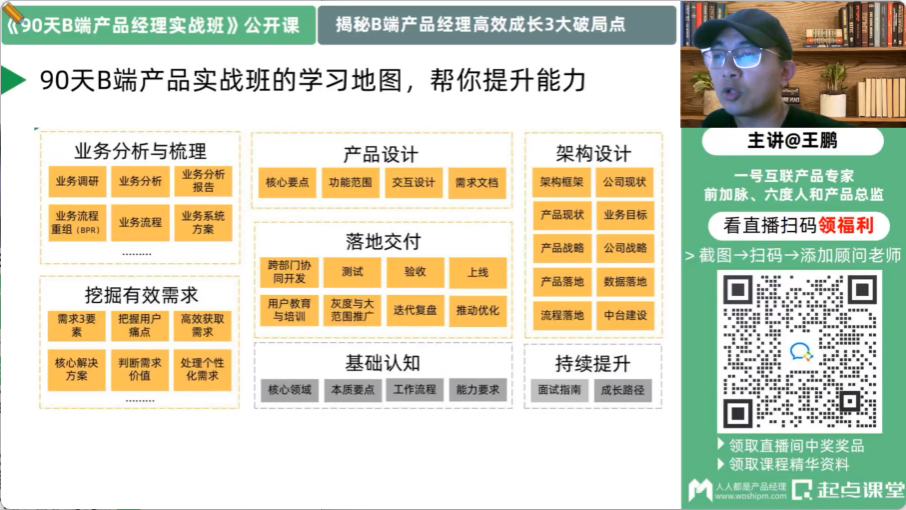 《90天B端产品经理实战班》公开课
揭秘B端产品经理高效成长3大破局点
90天B端产品实战班的学习地图，帮你提升能力
业务分析与梳理
业务调研
业务分析
业务分析
报告
业务流程
重组（BPR）
业务流程
业务系统
方案
………
挖掘有效需求
需求3要
素
把握用户
痛点
高效获取
需求
核心解决
方案
判断需求
价值
处理个性
化需求
………
产品设计
核心要点
功能范围
交互设计
需求文档
落地交付
跨部门协
同开发
测试
验收
上线
用户教育
与培训
灰度与大
范围推广
迭代复盘
推动优化
基础认知
核心领域
本质要点
工作流程
能力要求
架构设计
架构框架
公司现状
产品现状
业务目标
产品战略
公司战略
产品落地
数据落地
流程落地
中台建设
持续提升
面试指南
成长路径
主讲@王鹏
一号互联产品专家
前加脉、六度人和产品总监
看直播扫码领福利
>截图→扫码→添加顾问老师
领取直播间中奖奖品
领取课程精华资料
人人都是产品经理
www.woshipm.com
起点课堂